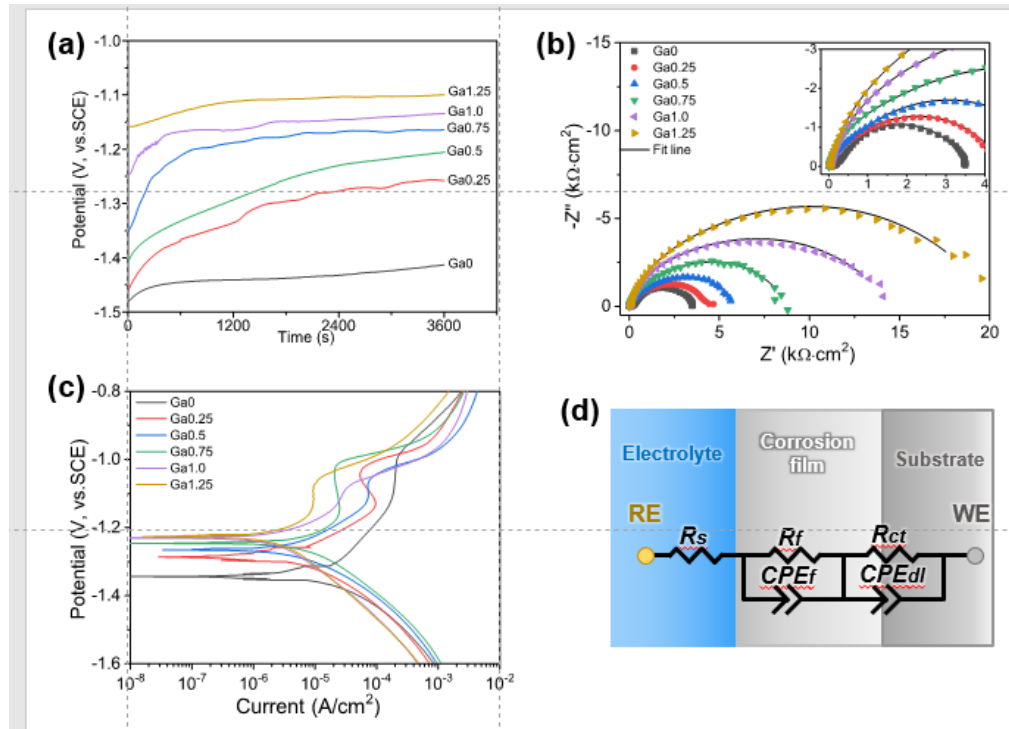 (a)
-1.0
-1.1
-1.2
-1.3
-1.4
-1.5
Potential (V, vs.SCE)
Ga1.25
Ga1.0
Ga0.75
Ga0.5
Ga0.25
Ga0
0
1200
2400
3600
Time (s)
(b)
-15
-10
-5
0
-Z'' (kΩ·cm²)
Ga0
Ga0.25
Ga0.5
Ga0.75
Ga1.0
Ga1.25
Fit line
-3
-2
-1
0
0
1
2
3
4
0
5
10
15
20
Z' (kΩ·cm²)
(c)
-0.8
-1.0
-1.2
-1.4
-1.6
Potential (V, vs.SCE)
Ga0
Ga0.25
Ga0.5
Ga0.75
Ga1.0
Ga1.25
10⁻⁸
10⁻⁷
10⁻⁶
10⁻⁵
10⁻⁴
10⁻³
10⁻²
Current (A/cm²)
(d)
Electrolyte
Corrosion
film
Substrate
RE
WE
Rs
Rf
Rct
CPEf
CPEdl